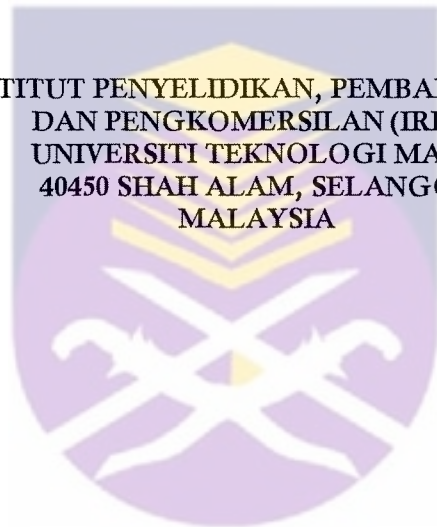 TITUT PENYELIDIKAN, PEMBA
DAN PENGKOMERSILAN (IR
UNIVERSITI TEKNOLOGI MA
40450 SHAH ALAM, SELANG
MALAYSIA